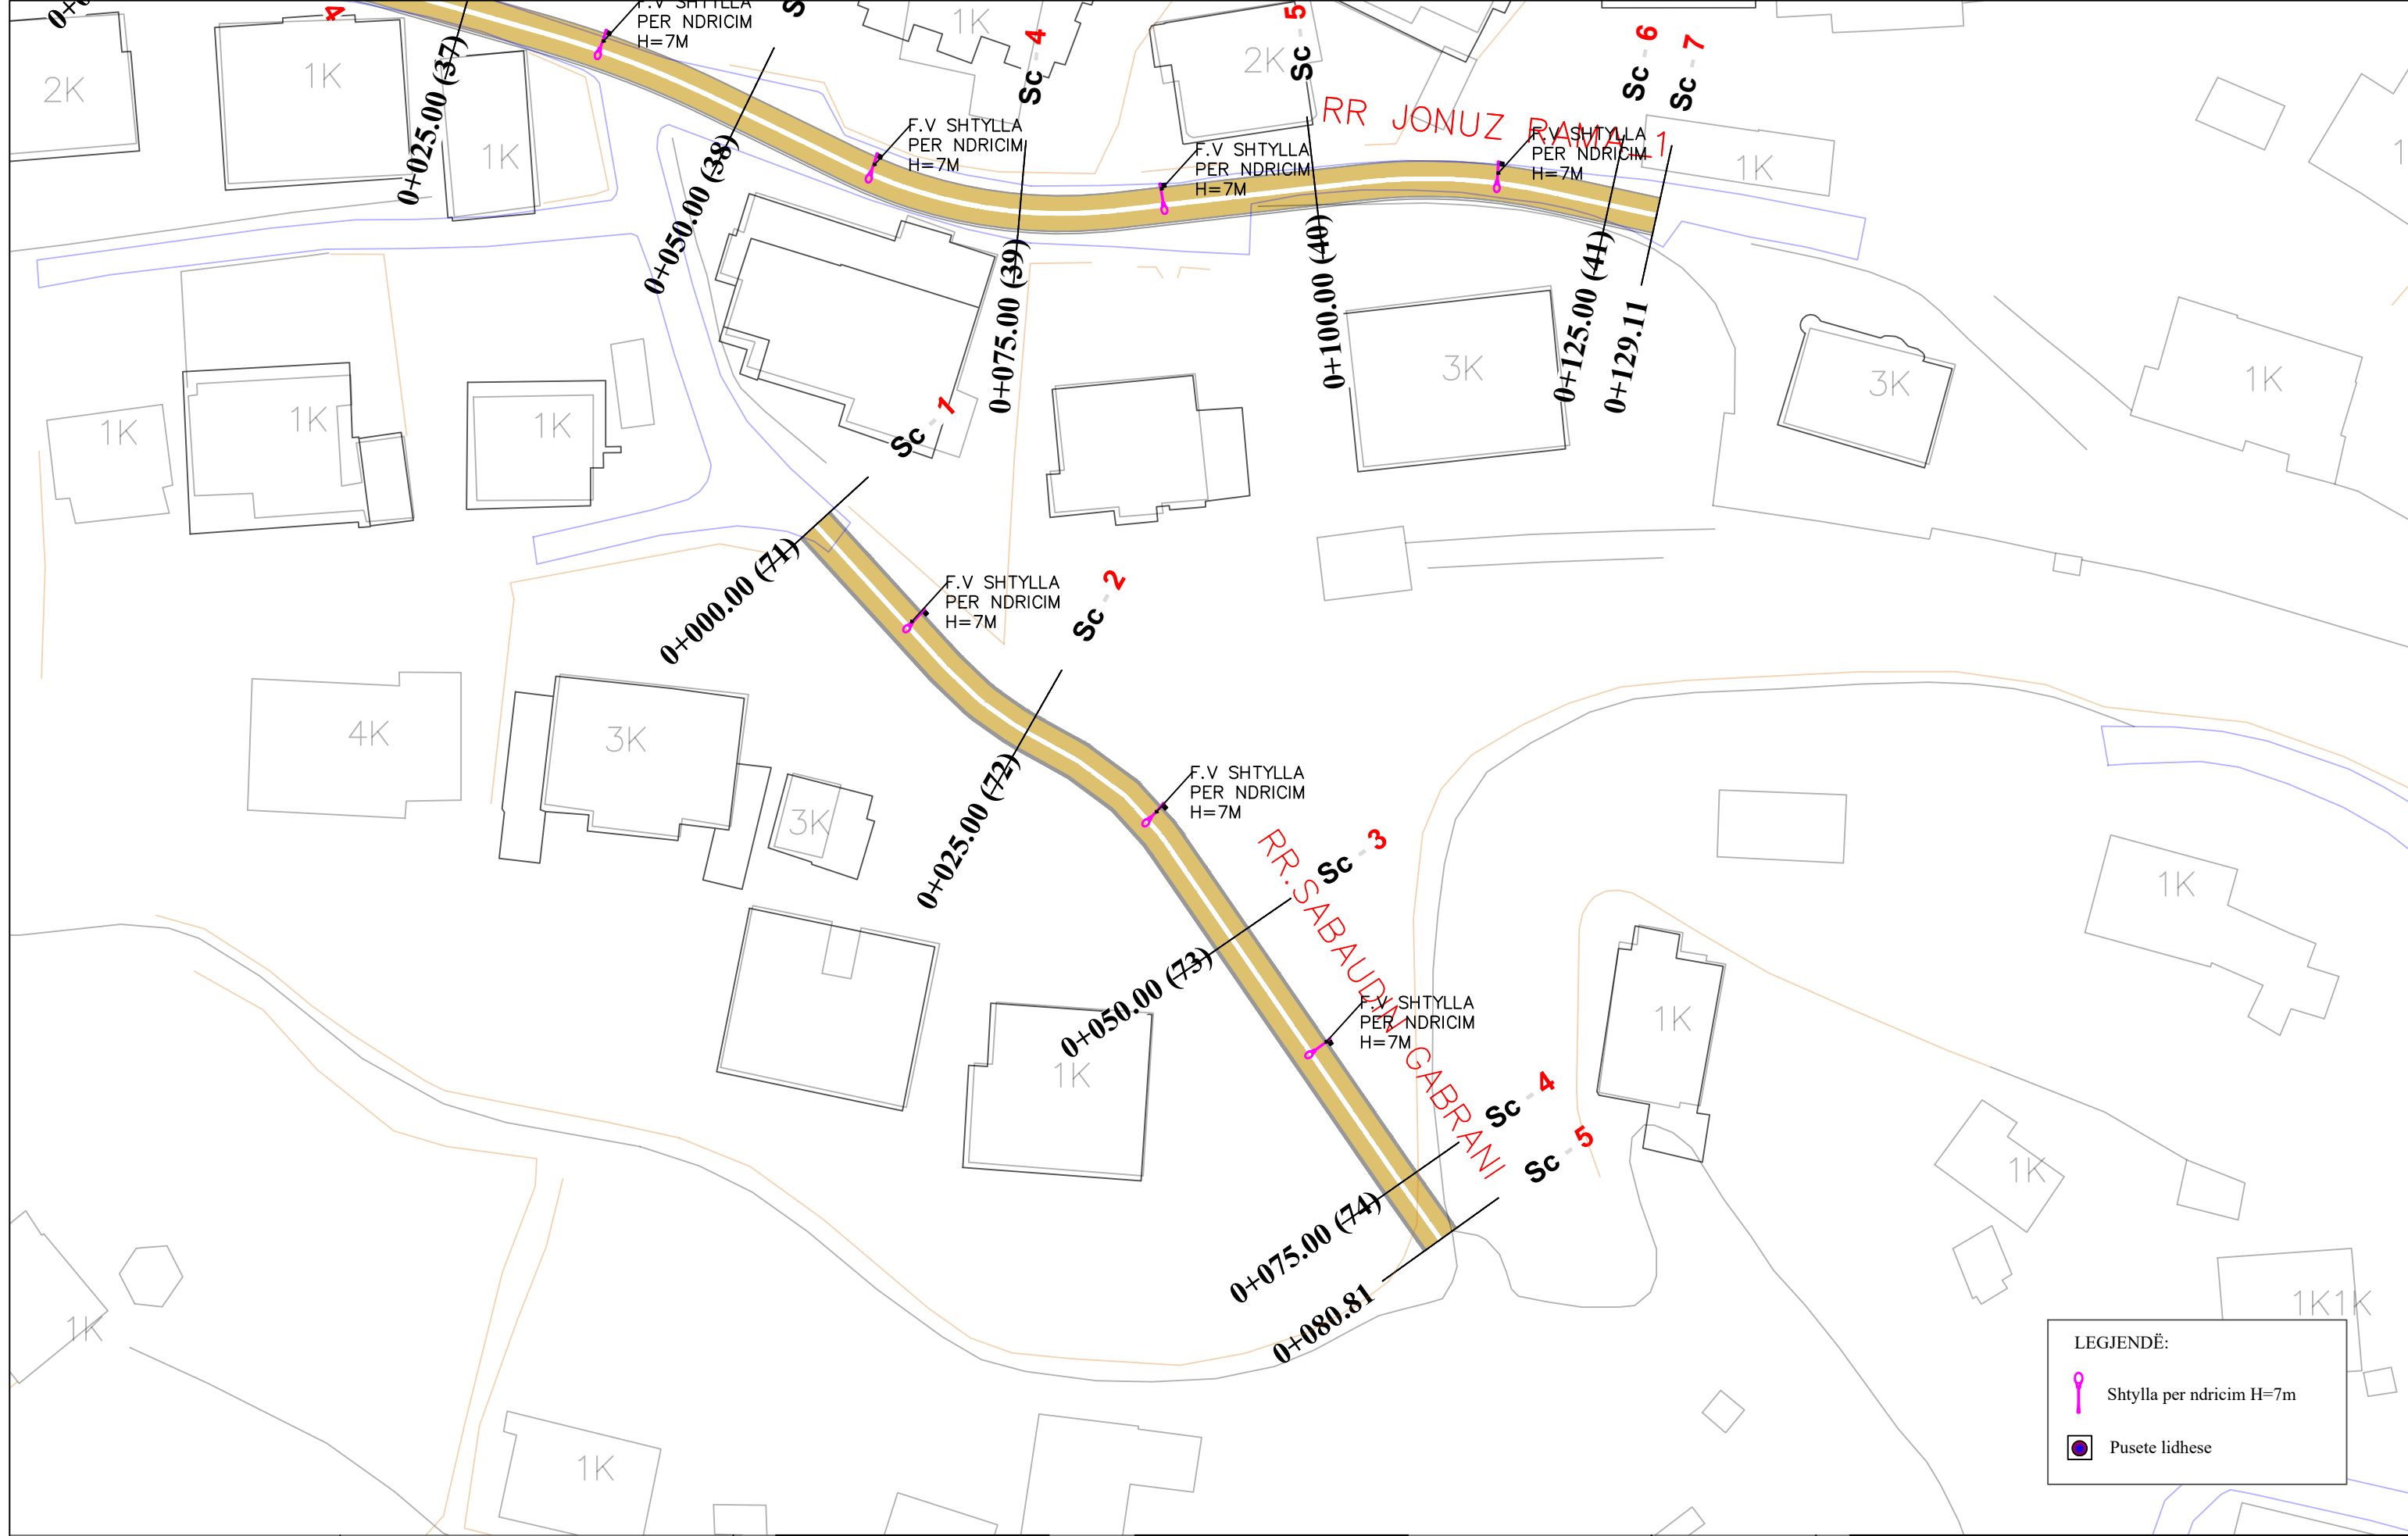 F.V SHTYLLA
PER NDRICIM
H=7M
4
1K
Sc - 4
2K
Sc - 5
Sc - 6
Sc - 7
2K
1K
1K
0+025.00 (37)
0+050.00 (38)
F.V SHTYLLA
PER NDRICIM
H=7M
F.V SHTYLLA
PER NDRICIM
H=7M
RR JONUZ RAMA_1
F.V SHTYLLA
PER NDRICIM
H=7M
1K
0+075.00 (39)
0+100.00 (40)
0+125.00 (41)
0+129.11
3K
3K
1K
1K
1K
1K
Sc - 1
0+000.00 (71)
F.V SHTYLLA
PER NDRICIM
H=7M
Sc - 2
4K
3K
3K
0+025.00 (72)
F.V SHTYLLA
PER NDRICIM
H=7M
RR.SABAUDIN GABRANI
Sc - 3
0+050.00 (73)
F.V SHTYLLA
PER NDRICIM
H=7M
1K
1K
1K
Sc - 4
Sc - 5
1K
0+075.00 (74)
0+080.81
1K
1K
1K1K
LEGJENDË:
Shtylla per ndricim H=7m
Pusete lidhese